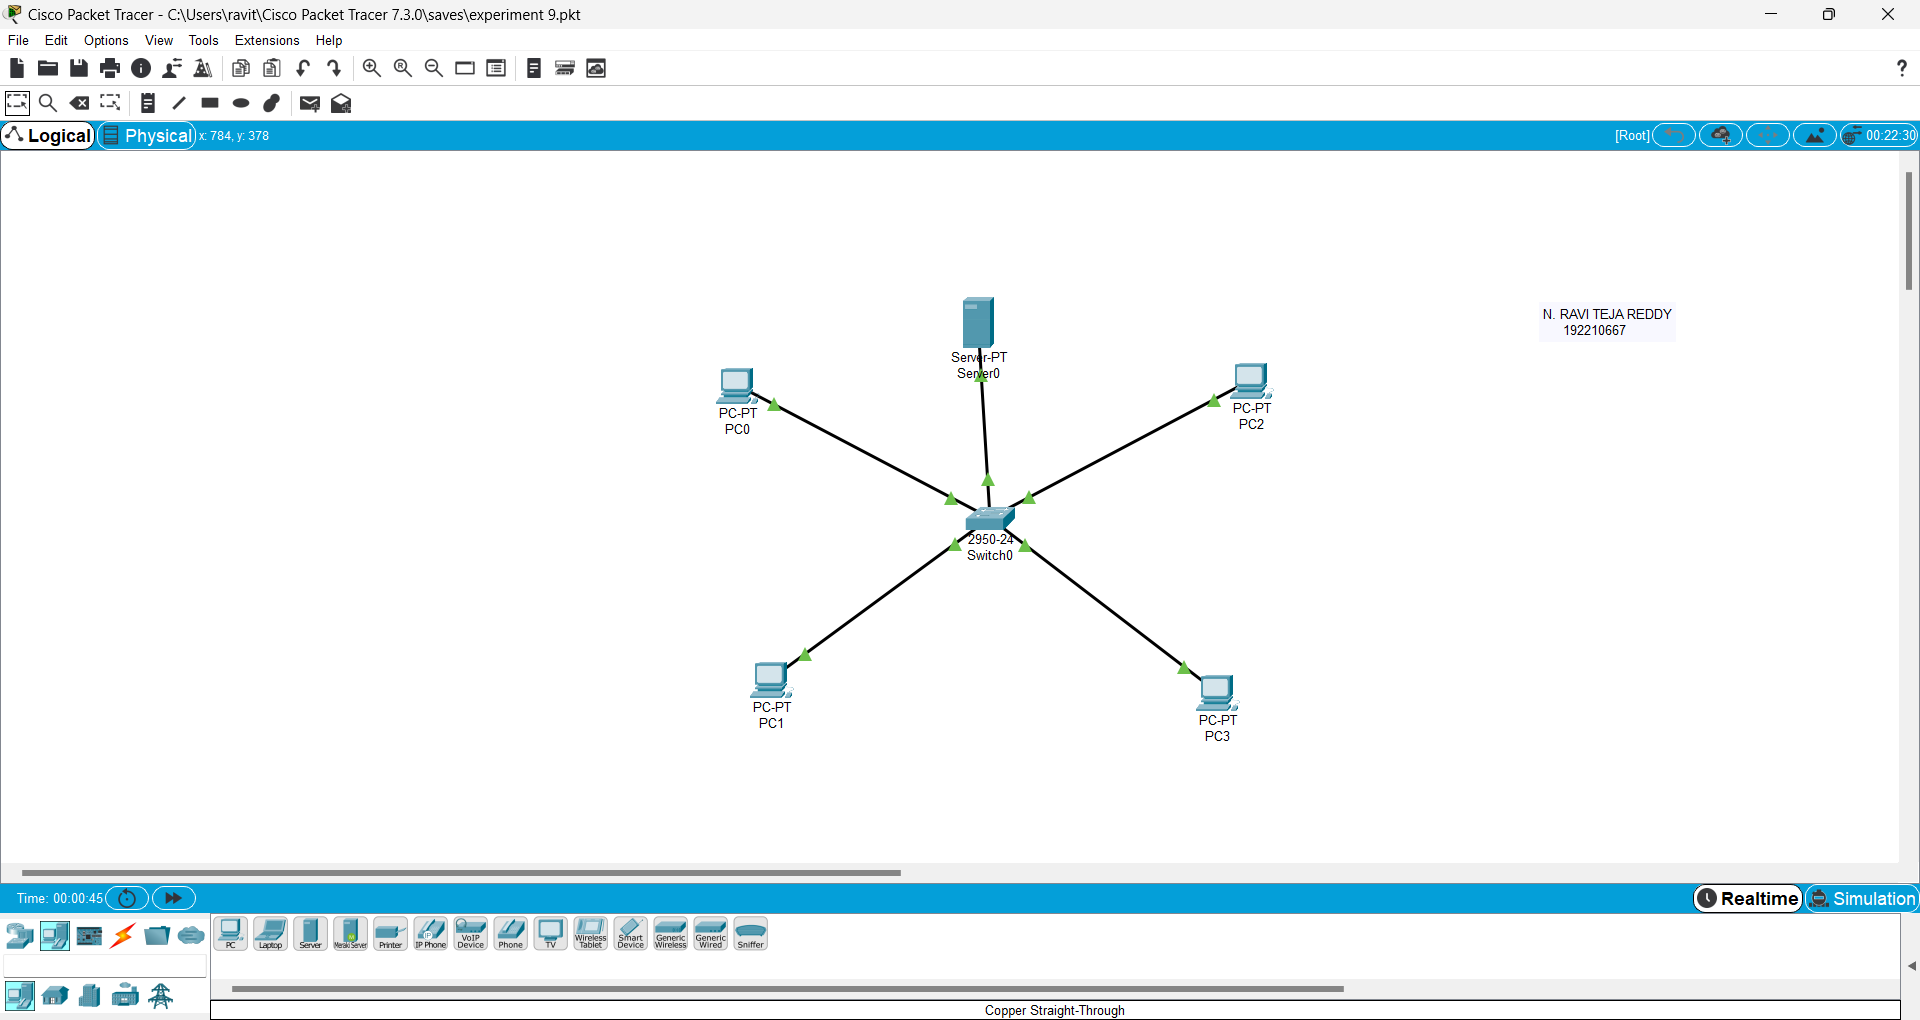 Cisco Packet Tracer - C:\Users\ravit\Cisco Packet Tracer 7.3.0\saves\experiment 9.pkt
File Edit Options View Tools Extensions Help
?
Logical Physical x: 784, y: 378 [Root] 00:22:30
Server-PT
Server0
N. RAVI TEJA REDDY
192210667
PC-PT
PC0
PC-PT
PC2
2950-24
Switch0
PC-PT
PC1
PC-PT
PC3
Time: 00:00:45 Realtime Simulation
PC Laptop Server MerakiServer Printer IP Phone VoIP Device Phone TV Wireless Tablet Smart Device Generic Wireless Generic Wired Sniffer
Copper Straight-Through